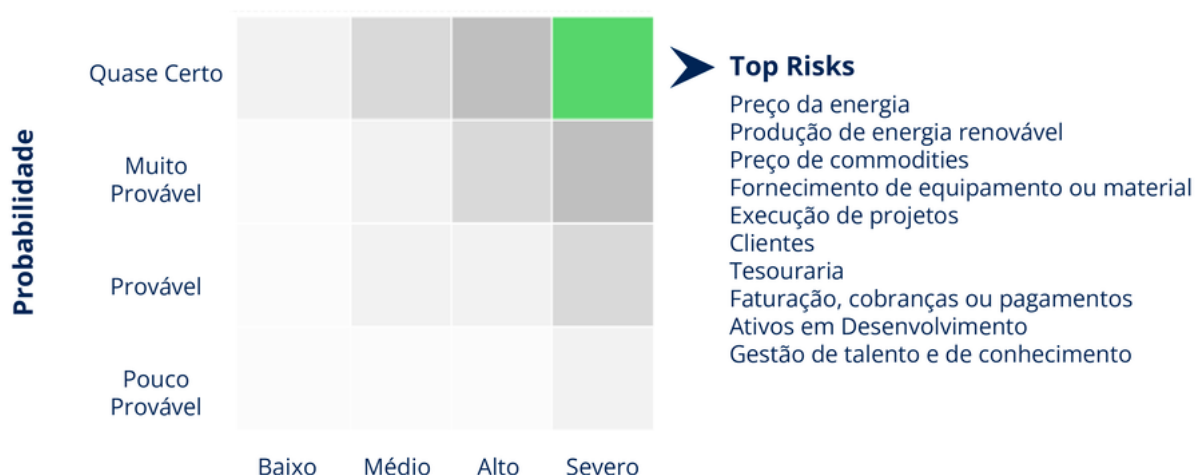 Probabilidade
Quase Certo
Muito
Provável
Provável
Pouco
Provável
Baixo Médio Alto Severo
Top Risks
Preço da energia
Produção de energia renovável
Preço de commodities
Fornecimento de equipamento ou material
Execução de projetos
Clientes
Tesouraria
Faturação, cobranças ou pagamentos
Ativos em Desenvolvimento
Gestão de talento e de conhecimento